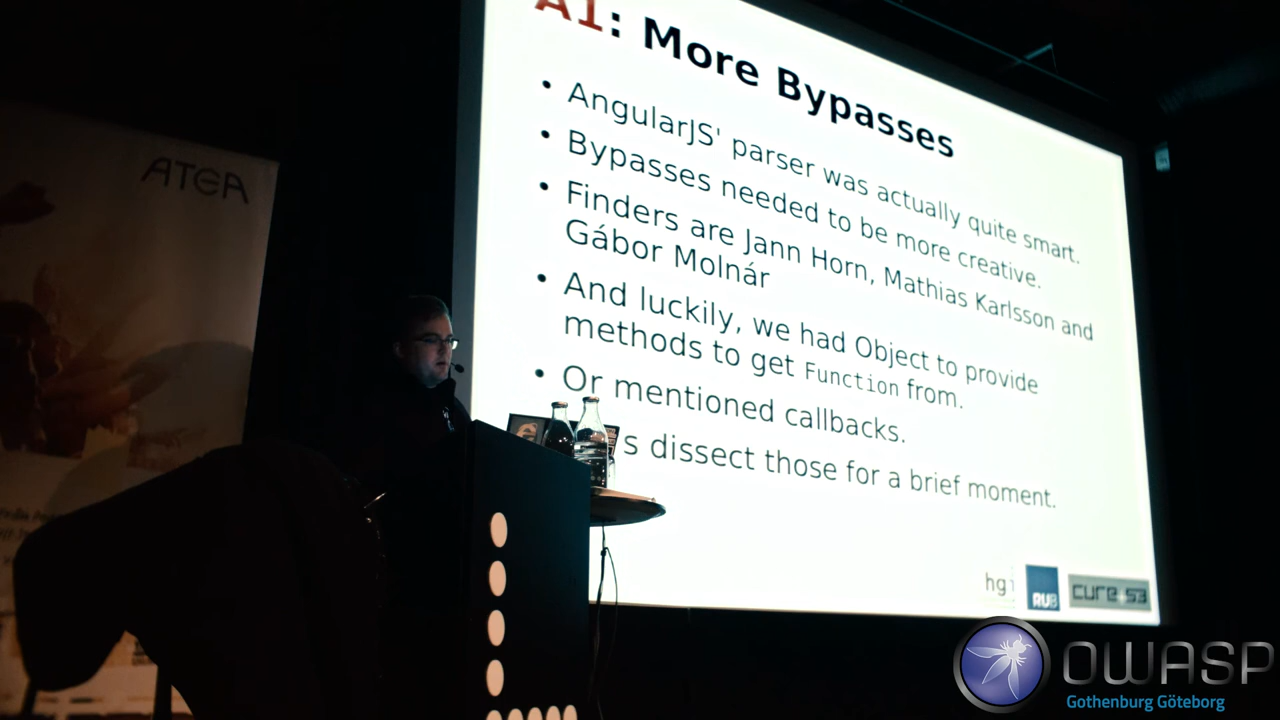 A1: More Bypasses
• AngularJS' parser was actually quite smart.
• Bypasses needed to be more creative.
• Finders are Jann Horn, Mathias Karlsson and
Gábor Molnár
• And luckily, we had Object to provide
methods to get Function from.
• Or mentioned callbacks.
s dissect those for a brief moment.
hgi
RUB
cure53
ATEA
OWASP
Gothenburg Göteborg